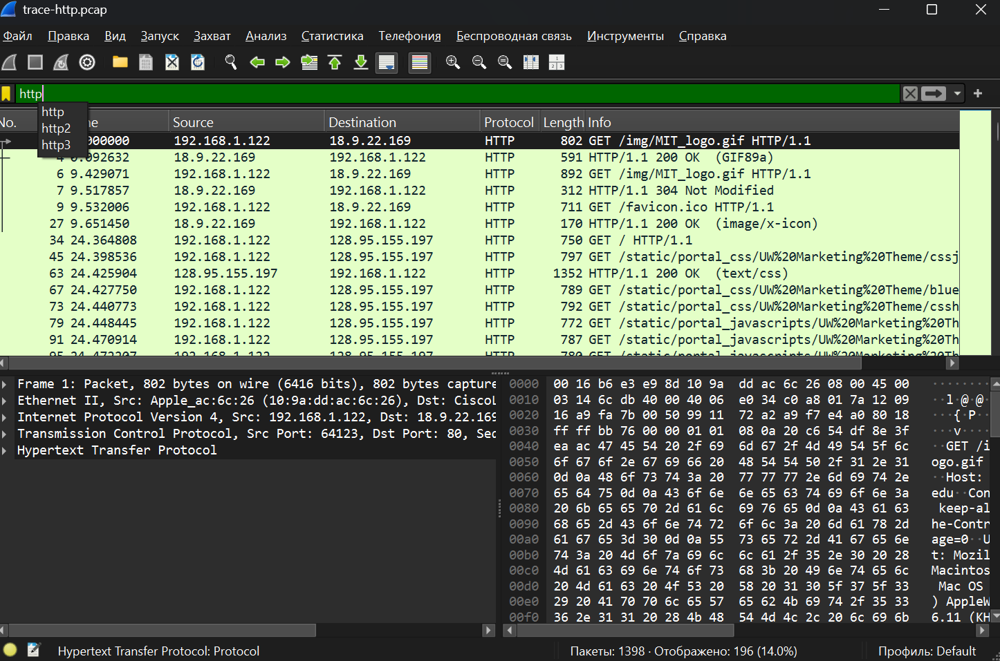 trace-http.pcap
Файл Правка Вид Запуск Захват Анализ Статистика Телефония Беспроводная связь Инструменты Справка
http
http
http2
http3
No. Source Destination Protocol Length Info
192.168.1.122 18.9.22.169 HTTP 802 GET /img/MIT_logo.gif HTTP/1.1
4 0.092632 18.9.22.169 192.168.1.122 HTTP 591 HTTP/1.1 200 OK (GIF89a)
6 9.429071 192.168.1.122 18.9.22.169 HTTP 892 GET /img/MIT_logo.gif HTTP/1.1
7 9.517857 18.9.22.169 192.168.1.122 HTTP 312 HTTP/1.1 304 Not Modified
9 9.532006 192.168.1.122 18.9.22.169 HTTP 711 GET /favicon.ico HTTP/1.1
27 9.651450 18.9.22.169 192.168.1.122 HTTP 170 HTTP/1.1 200 OK (image/x-icon)
34 24.364808 192.168.1.122 128.95.155.197 HTTP 750 GET / HTTP/1.1
45 24.398536 192.168.1.122 128.95.155.197 HTTP 797 GET /static/portal_css/UW%20Marketing%20Theme/cssj
63 24.425904 128.95.155.197 192.168.1.122 HTTP 1352 HTTP/1.1 200 OK (text/css)
67 24.427750 192.168.1.122 128.95.155.197 HTTP 789 GET /static/portal_css/UW%20Marketing%20Theme/blue
73 24.440773 192.168.1.122 128.95.155.197 HTTP 792 GET /static/portal_css/UW%20Marketing%20Theme/cssh
79 24.448445 192.168.1.122 128.95.155.197 HTTP 772 GET /static/portal_javascripts/UW%20Marketing%20Th
91 24.470914 192.168.1.122 128.95.155.197 HTTP 787 GET /static/portal_javascripts/UW%20Marketing%20Th
95 24.473207 192.168.1.122 128.95.155.197 HTTP 780 GET /static/portal_javascripts/UW%20Marketing%20Th
Frame 1: Packet, 802 bytes on wire (6416 bits), 802 bytes capture
Ethernet II, Src: Apple_ac:6c:26 (10:9a:dd:ac:6c:26), Dst: CiscoL
Internet Protocol Version 4, Src: 192.168.1.122, Dst: 18.9.22.169
Transmission Control Protocol, Src Port: 64123, Dst Port: 80, Seq
Hypertext Transfer Protocol
0000 00 16 b6 e3 e9 8d 10 9a dd ac 6c 26 08 00 45 00 ········
0010 03 14 6c db 40 00 40 06 e0 34 c0 a8 01 7a 12 09 ··l·@·@·
0020 16 a9 fa 7b 00 50 99 11 72 a2 a9 f7 e4 a0 80 18 ···{·P··
0030 ff ff bb 76 00 00 01 01 08 0a 20 c6 54 df 8e 3f ···v····
0040 ea ac 47 45 54 20 2f 69 6d 67 2f 4d 49 54 5f 6c ··GET /i
0050 6f 67 6f 2e 67 69 66 20 48 54 54 50 2f 31 2e 31 ogo.gif
0060 0d 0a 48 6f 73 74 3a 20 77 77 77 2e 6d 69 74 2e ··Host:
0070 65 64 75 0d 0a 43 6f 6e 6e 65 63 74 69 6f 6e 3a edu··Con
0080 20 6b 65 65 70 2d 61 6c 69 76 65 0d 0a 43 61 63 keep-al
0090 68 65 2d 43 6f 6e 74 72 6f 6c 3a 20 6d 61 78 2d he-Contr
00a0 61 67 65 3d 30 0d 0a 55 73 65 72 2d 41 67 65 6e age=0··U
00b0 74 3a 20 4d 6f 7a 69 6c 6c 61 2f 35 2e 30 20 28 t: Mozil
00c0 4d 61 63 69 6e 74 6f 73 68 3b 20 49 6e 74 65 6c Macintos
00d0 20 4d 61 63 20 4f 53 20 58 20 31 30 5f 37 5f 33 Mac OS
00e0 29 20 41 70 70 6c 65 57 65 62 4b 69 74 2f 35 33 ) AppleW
00f0 36 2e 31 31 20 28 4b 48 54 4d 4c 2c 20 6c 69 6b 6.11 (KH
Hypertext Transfer Protocol: Protocol Пакеты: 1398 · Отображено: 196 (14.0%) Профиль: Default